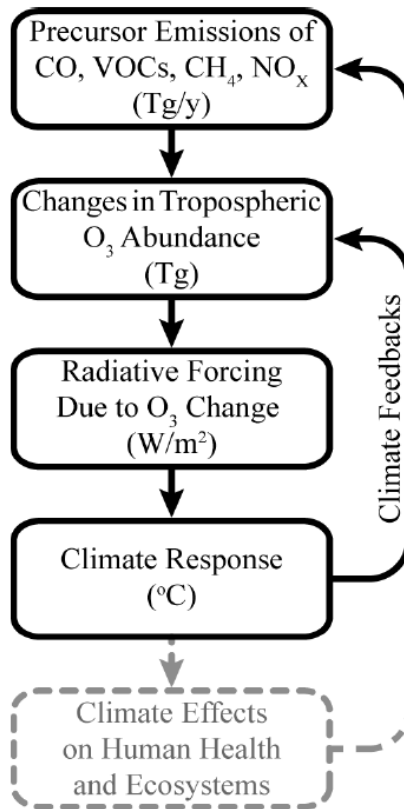 Precursor Emissions of
CO, VOCs, CH₄, NOₓ
(Tg/y)
Changes in Tropospheric
O₃ Abundance
(Tg)
Radiative Forcing
Due to O₃ Change
(W/m²)
Climate Response
(°C)
Climate Feedbacks
Climate Effects
on Human Health
and Ecosystems